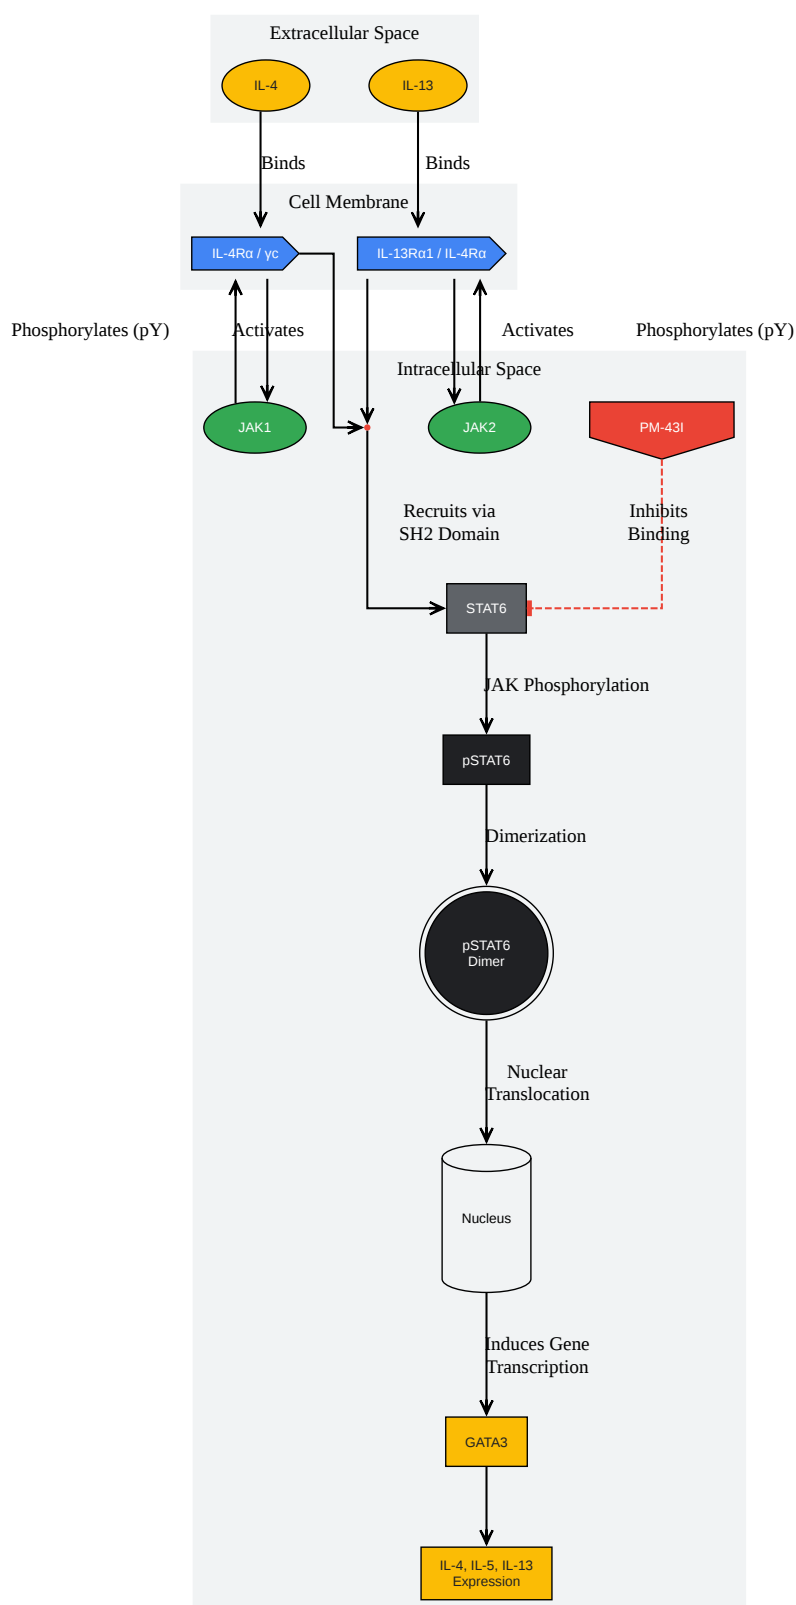 Extracellular Space
IL-4
IL-13
Binds
Binds
Cell Membrane
IL-4Rα / γc
IL-13Rα1 / IL-4Rα
Phosphorylates (pY)
Activates
Activates
Phosphorylates (pY)
Intracellular Space
JAK1
JAK2
PM-43I
Recruits via
SH2 Domain
Inhibits
Binding
STAT6
JAK Phosphorylation
pSTAT6
Dimerization
pSTAT6
Dimer
Nuclear
Translocation
Nucleus
Induces Gene
Transcription
GATA3
IL-4, IL-5, IL-13
Expression